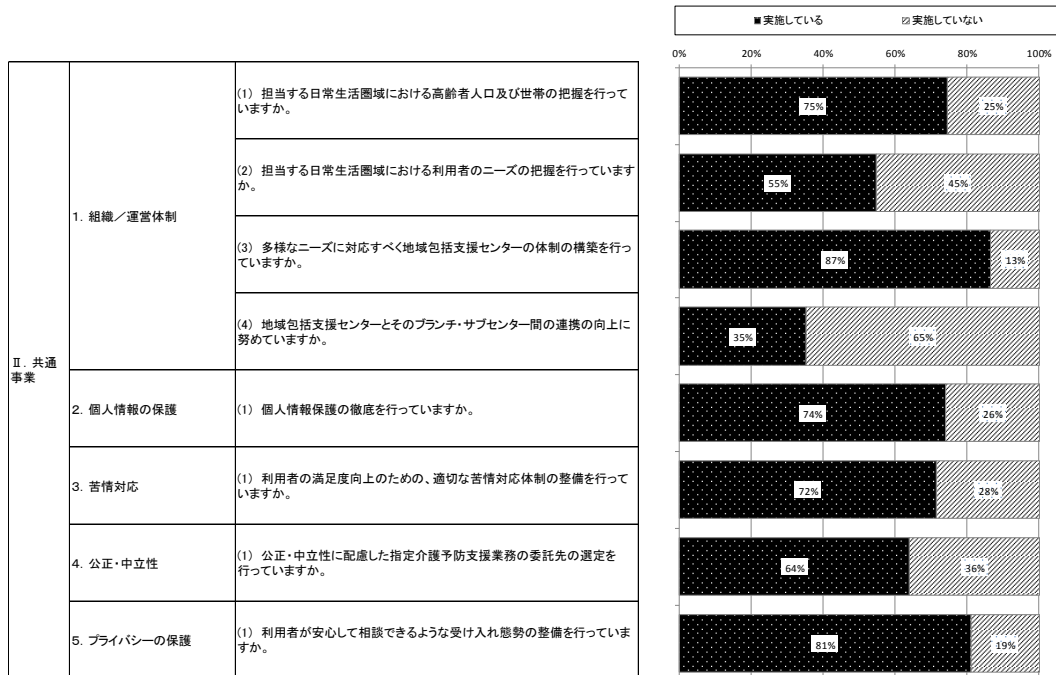 ■実施している
実施していない
0%
20%
40%
60%
80%
100%
Ⅱ．共通
事業
1．組織／運営体制
(1) 担当する日常生活圏域における高齢者人口及び世帯の把握を行って
いますか。
75%
25%
(2) 担当する日常生活圏域における利用者のニーズの把握を行っています
か。
55%
45%
(3) 多様なニーズに対応すべく地域包括支援センターの体制の構築を行っ
ていますか。
87%
13%
(4) 地域包括支援センターとそのブランチ・サブセンター間の連携の向上に
努めていますか。
35%
65%
2．個人情報の保護
(1) 個人情報保護の徹底を行っていますか。
74%
26%
3．苦情対応
(1) 利用者の満足度向上のための、適切な苦情対応体制の整備を行って
いますか。
72%
28%
4．公正・中立性
(1) 公正・中立性に配慮した指定介護予防支援業務の委託先の選定を
行っていますか。
64%
36%
5．プライバシーの保護
(1) 利用者が安心して相談できるような受け入れ態勢の整備を行っていま
すか。
81%
19%